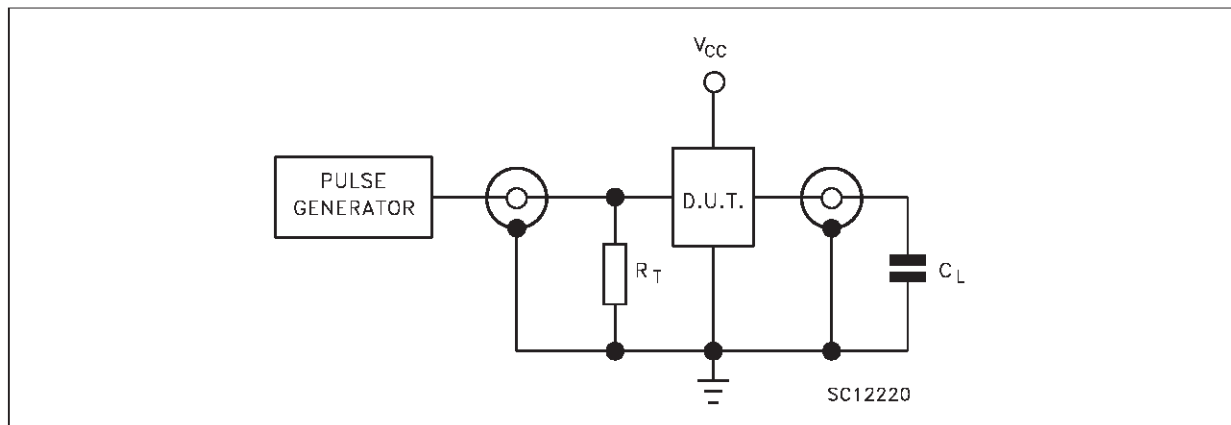 VCC
PULSE
GENERATOR
D.U.T.
RT
CL
SC12220